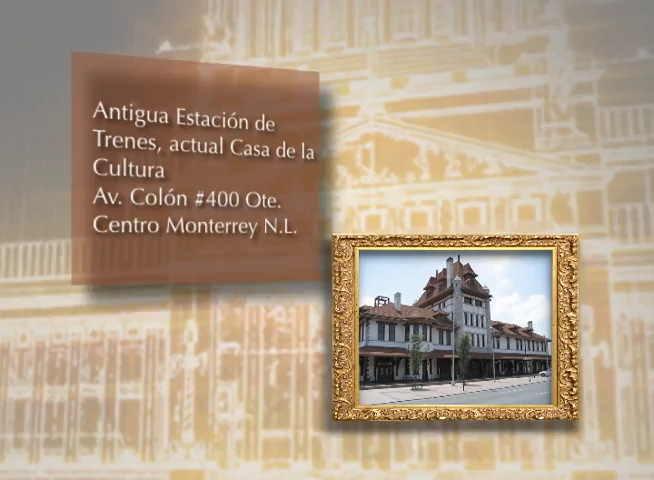 Antigua Estación de
Trenes, actual Casa de la
Cultura
Av. Colón #400 Ote.
Centro Monterrey N.L.